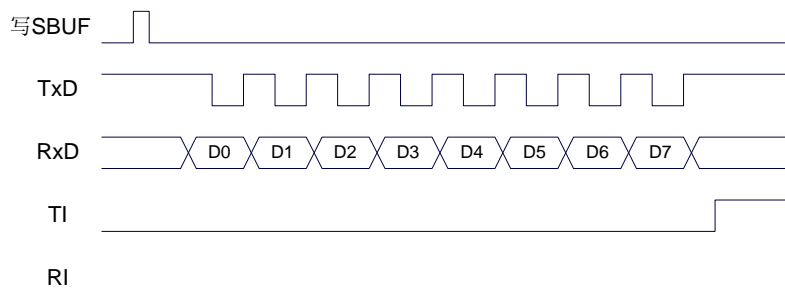 写SBUF
TxD
RxD D0 D1 D2 D3 D4 D5 D6 D7
TI
RI